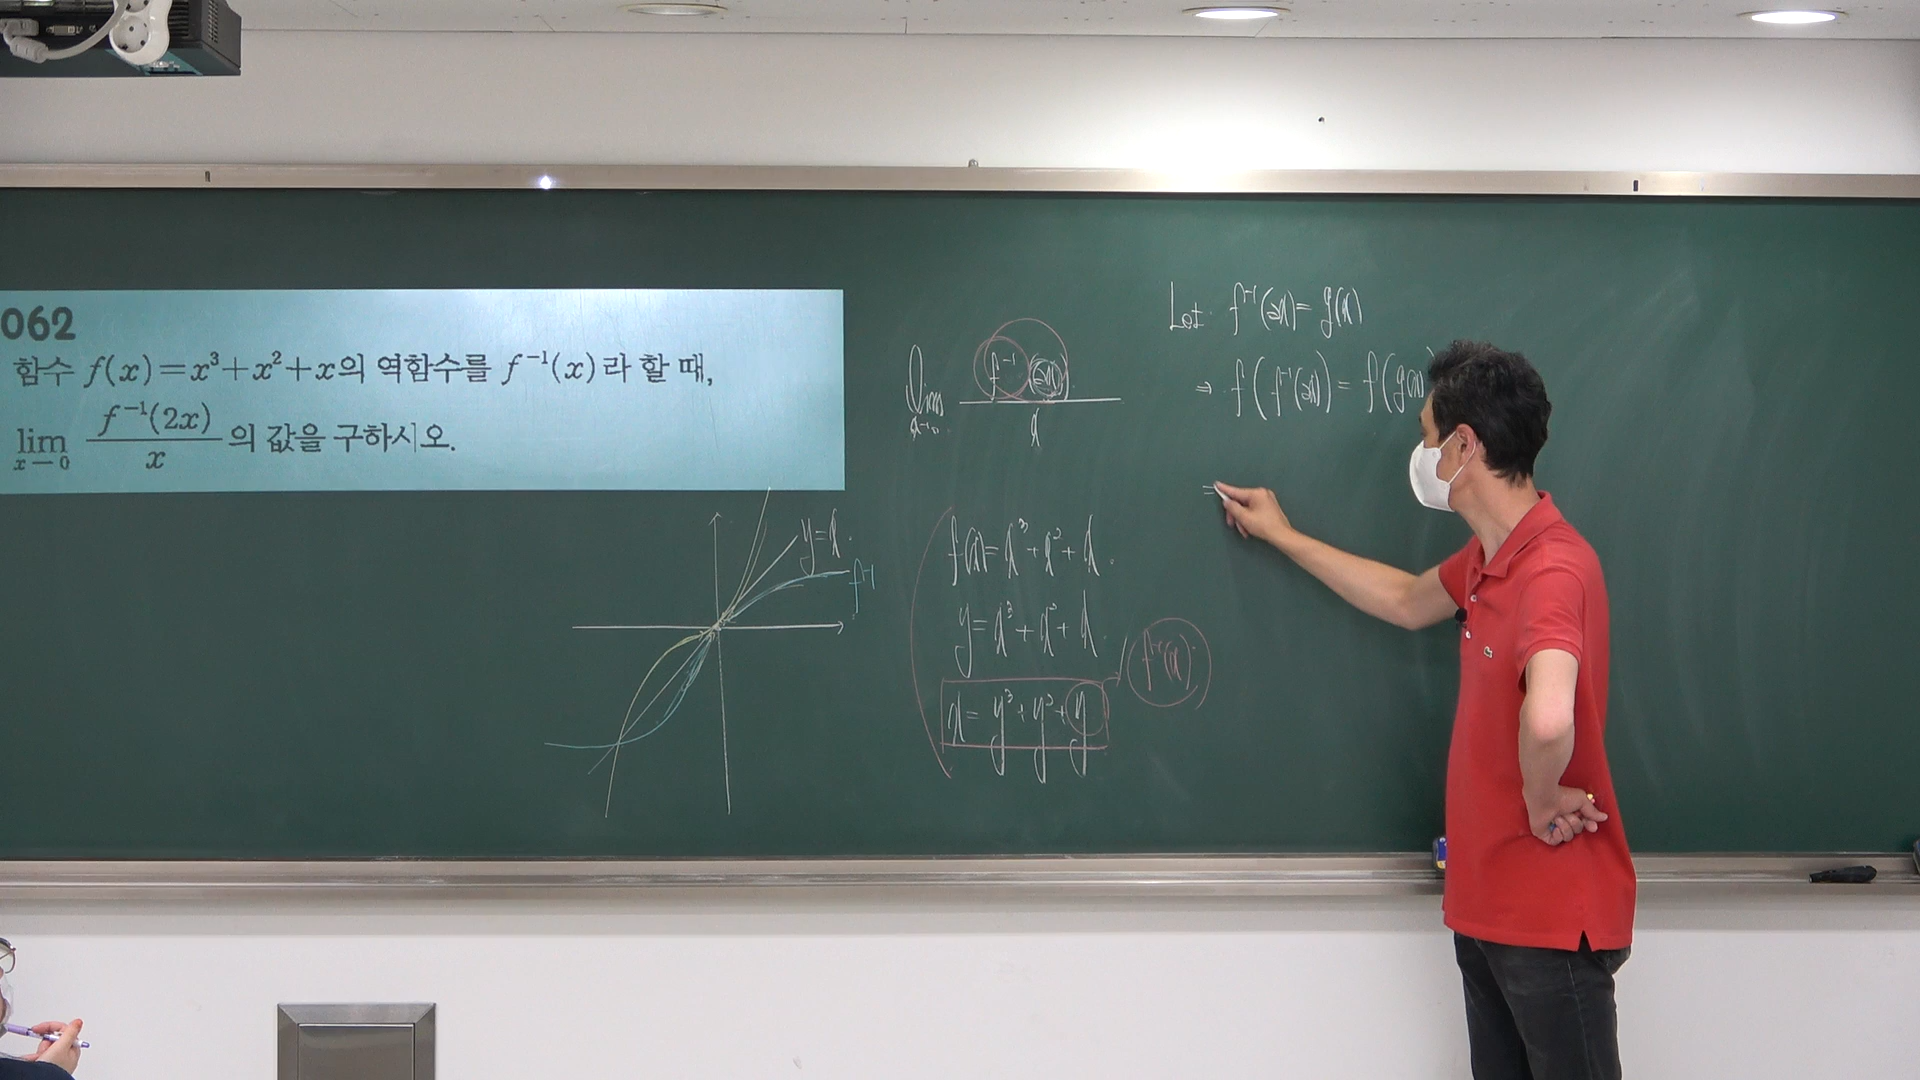 062
함수 f(x)=x³+x²+x의 역함수를 f⁻¹(x)라 할 때,
lim x→0 f⁻¹(2x)/x 의 값을 구하시오.
y=x.
f⁻¹
lim x→0 f⁻¹(2x)/x
f(x)=x³+x²+x.
y=x³+x²+x.
x=y³+y²+y
f⁻¹(x)
Let f⁻¹(2x)=g(x)
⇒ f(f⁻¹(2x))=f(g(x)
=